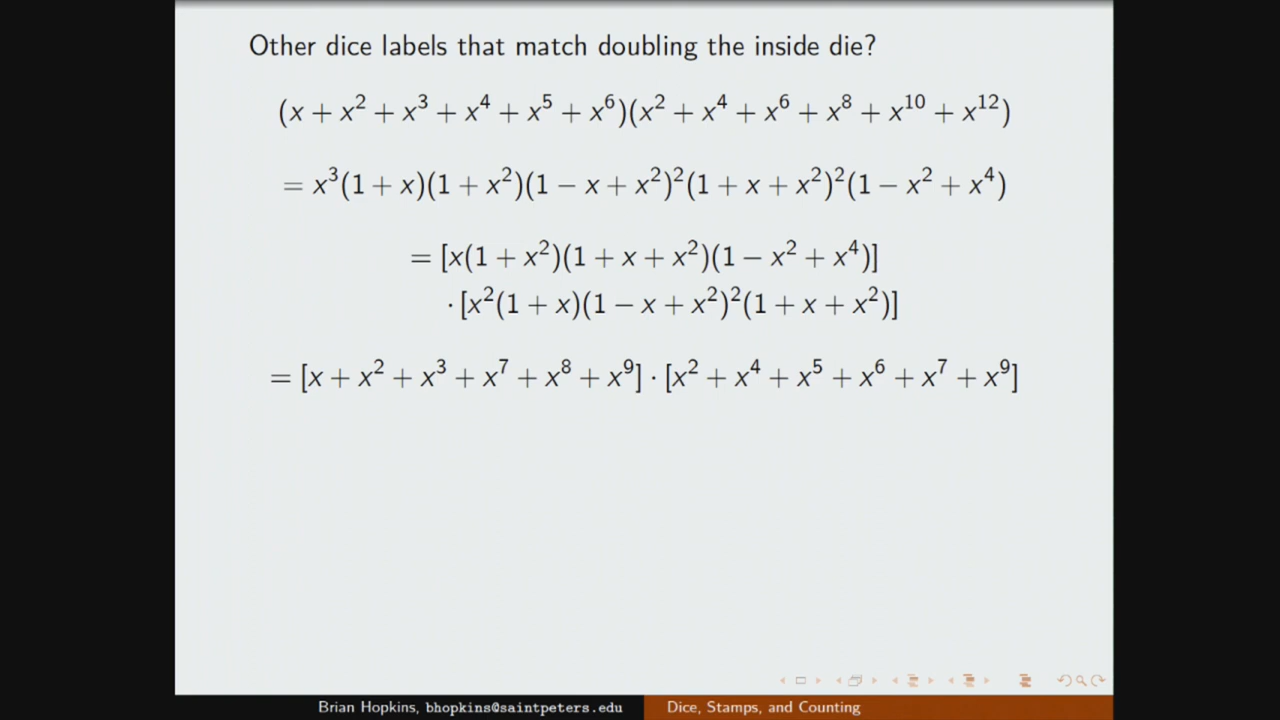 Other dice labels that match doubling the inside die?
(x + x² + x³ + x⁴ + x⁵ + x⁶)(x² + x⁴ + x⁶ + x⁸ + x¹⁰ + x¹²)
= x³(1 + x)(1 + x²)(1 − x + x²)²(1 + x + x²)²(1 − x² + x⁴)
= [x(1 + x²)(1 + x + x²)(1 − x² + x⁴)]
· [x²(1 + x)(1 − x + x²)²(1 + x + x²)]
= [x + x² + x³ + x⁷ + x⁸ + x⁹] · [x² + x⁴ + x⁵ + x⁶ + x⁷ + x⁹]
Brian Hopkins, bhopkins@saintpeters.edu Dice, Stamps, and Counting